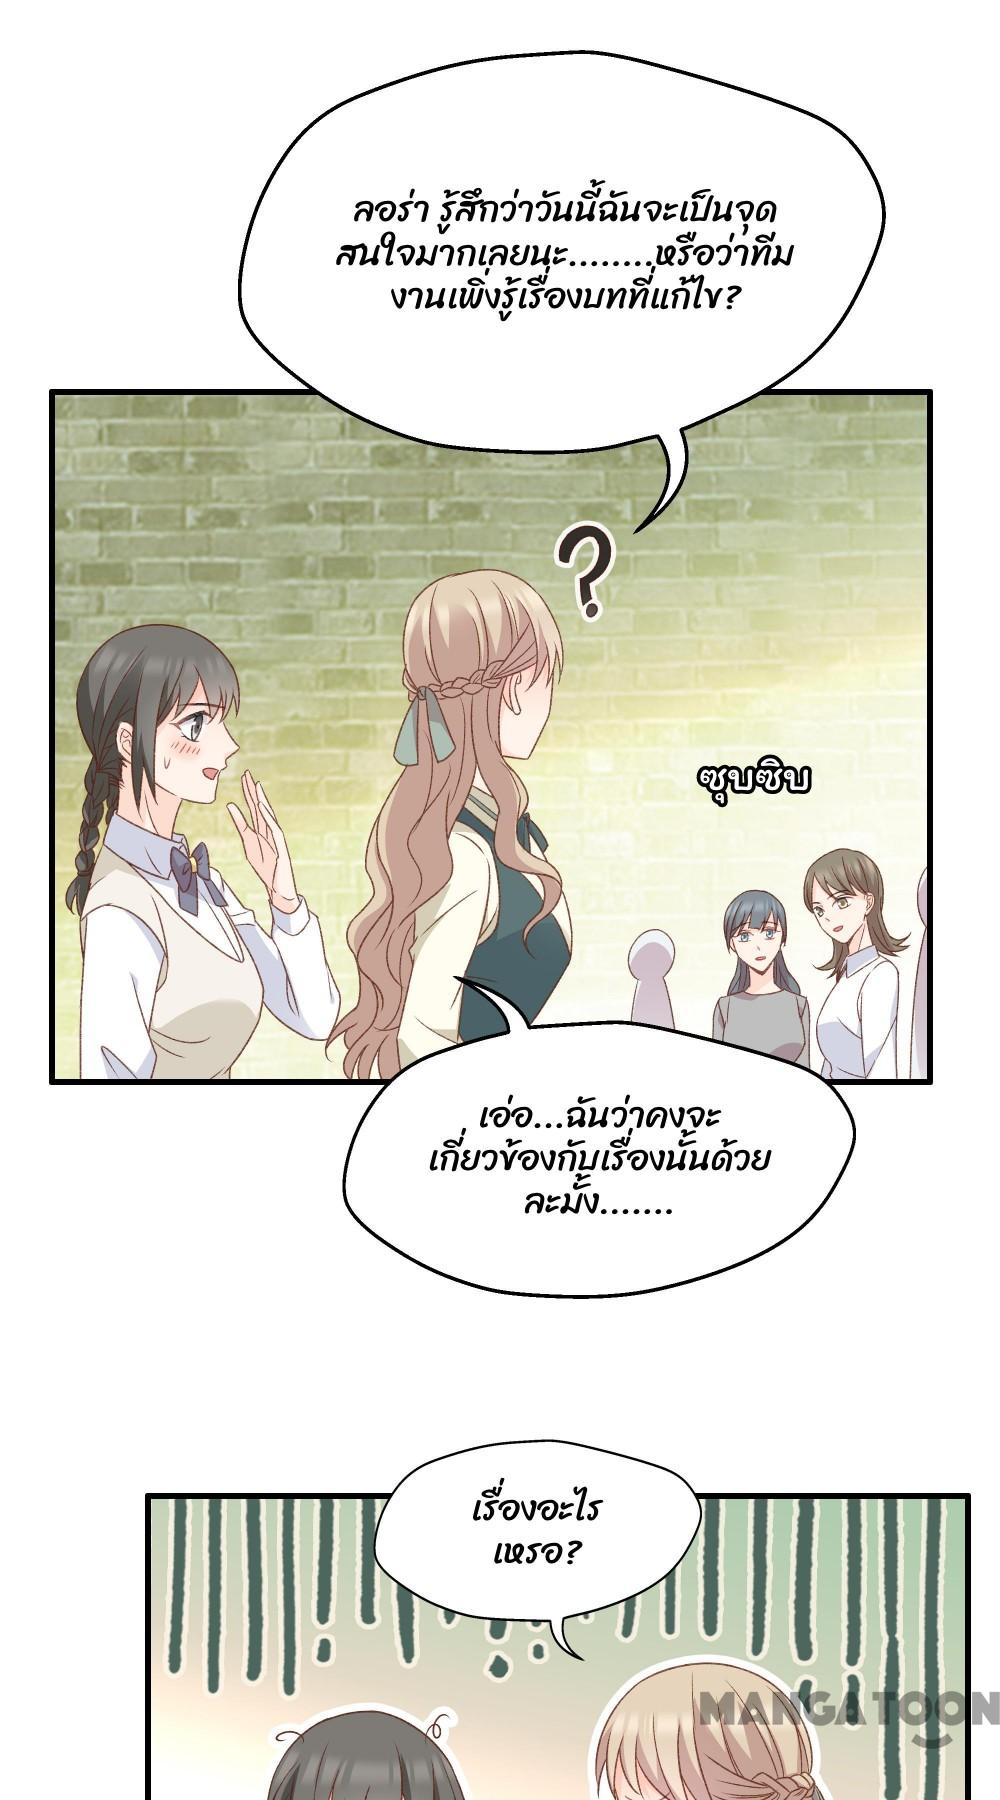 ลอร่า รู้สึกว่าวันนี้ฉันจะเป็นจุด
สนใจมากเลยนะ........หรือว่าทีม
งานเพิ่งรู้เรื่องบทที่แก้ไข?
?
ซุบซิบ
เอ่อ...ฉันว่าคงจะ
เกี่ยวข้องกับเรื่องนั้นด้วย
ละมั้ง.......
เรื่องอะไร
เหรอ?
MANGATOON